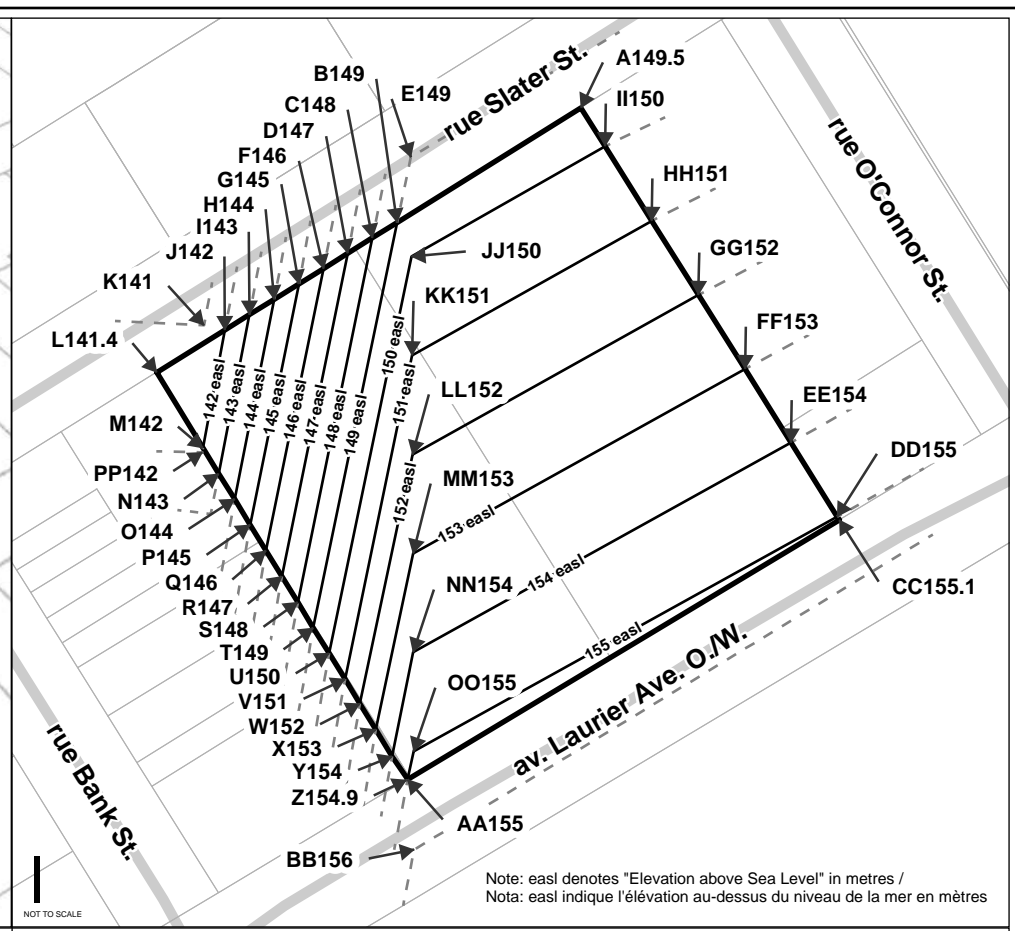 B149
E149
rue Slater St.
A149.5
II150
C148
D147
F146
G145
H144
I143
J142
K141
L141.4
rue O'Connor St.
HH151
GG152
FF153
EE154
DD155
CC155.1
JJ150
KK151
LL152
MM153
NN154
OO155
142 easl
143 easl
144 easl
145 easl
146 easl
147 easl
148 easl
149 easl
150 easl
151 easl
152 easl
153 easl
154 easl
155 easl
M142
PP142
N143
O144
P145
Q146
R147
S148
T149
U150
V151
W152
X153
Y154
Z154.9
AA155
BB156
rue Bank St.
av. Laurier Ave. O./W.
NOT TO SCALE
Note: easl denotes "Elevation above Sea Level" in metres /
Nota: easl indique l'élévation au-dessus du niveau de la mer en mètres